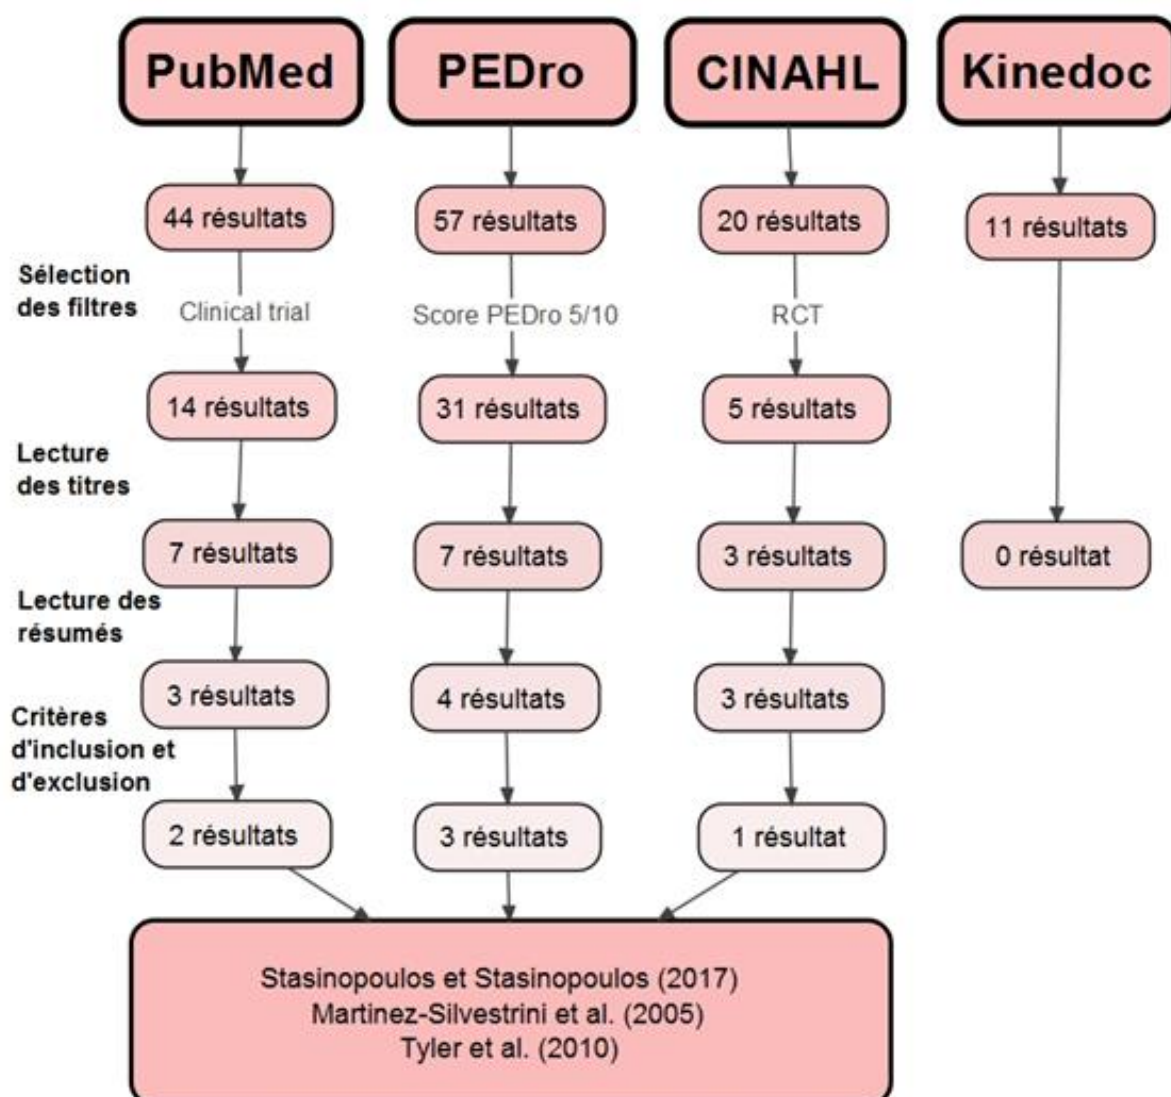 PubMed
PEDro
CINAHL
Kinedoc
44 résultats
57 résultats
20 résultats
11 résultats
Sélection
des filtres
Clinical trial
Score PEDro 5/10
RCT
14 résultats
31 résultats
5 résultats
Lecture
des titres
7 résultats
7 résultats
3 résultats
0 résultat
Lecture des
résumés
3 résultats
4 résultats
3 résultats
Critères
d'inclusion et
d'exclusion
2 résultats
3 résultats
1 résultat
Stasinopoulos et Stasinopoulos (2017)
Martinez-Silvestrini et al. (2005)
Tyler et al. (2010)